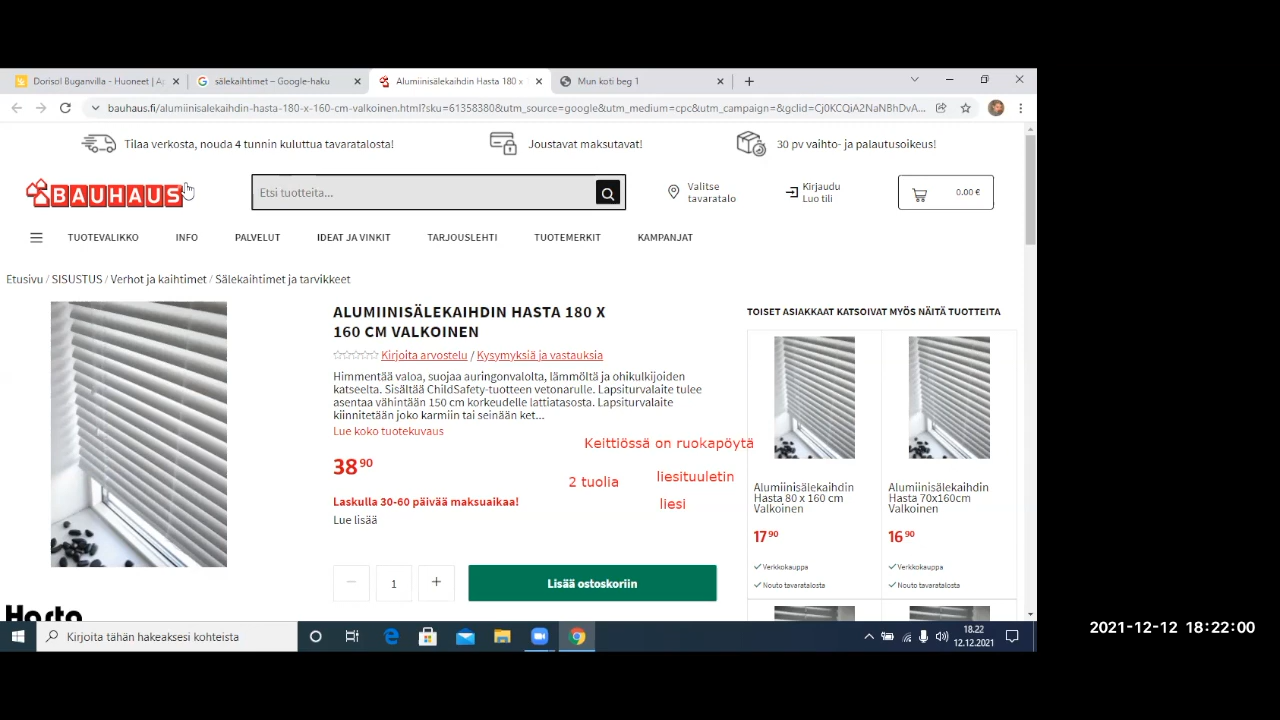 Dorisol Buganvilla - Huoneet | A
sälekaihtimet – Google-haku
Alumiinisälekaihdin Hasta 180 x
Mun koti beg 1
bauhaus.fi/alumiinisalekaihdin-hasta-180-x-160-cm-valkoinen.html?sku=61358380&utm_source=google&utm_medium=cpc&utm_campaign=&gclid=Cj0KCQiA2NaNBhDvA...
Tilaa verkosta, nouda 4 tunnin kuluttua tavaratalosta!
Joustavat maksutavat!
30 pv vaihto- ja palautusoikeus!
BAUHAUS
Etsi tuotteita...
Valitse
tavaratalo
Kirjaudu
Luo tili
0.00 €
TUOTEVALIKKO INFO PALVELUT IDEAT JA VINKIT TARJOUSLEHTI TUOTEMERKIT KAMPANJAT
Etusivu / SISUSTUS / Verhot ja kaihtimet / Sälekaihtimet ja tarvikkeet
ALUMIINISÄLEKAIHDIN HASTA 180 X
160 CM VALKOINEN
Kirjoita arvostelu / Kysymyksiä ja vastauksia
Himmentää valoa, suojaa auringonvalolta, lämmöltä ja ohikulkijoiden
katseelta. Sisältää ChildSafety-tuotteen vetonarulle. Lapsiturvalaite tulee
asentaa vähintään 150 cm korkeudelle lattiatasosta. Lapsiturvalaite
kiinnitetään joko karmiin tai seinään ket...
Lue koko tuotekuvaus
38 90
Laskulla 30-60 päivää maksuaikaa!
Lue lisää
1
Lisää ostoskoriin
Keittiössä on ruokapöytä
2 tuolia
liesituuletin
liesi
TOISET ASIAKKAAT KATSOIVAT MYÖS NÄITÄ TUOTTEITA
Alumiinisälekaihdin
Hasta 80 x 160 cm
Valkoinen
17 90
Verkkokauppa
Nouto tavaratalosta
Alumiinisälekaihdin
Hasta 70x160cm
Valkoinen
16 90
Verkkokauppa
Nouto tavaratalosta
Hasta
Kirjoita tähän hakeaksesi kohteista
18.22
12.12.2021
2021-12-12 18:22:00